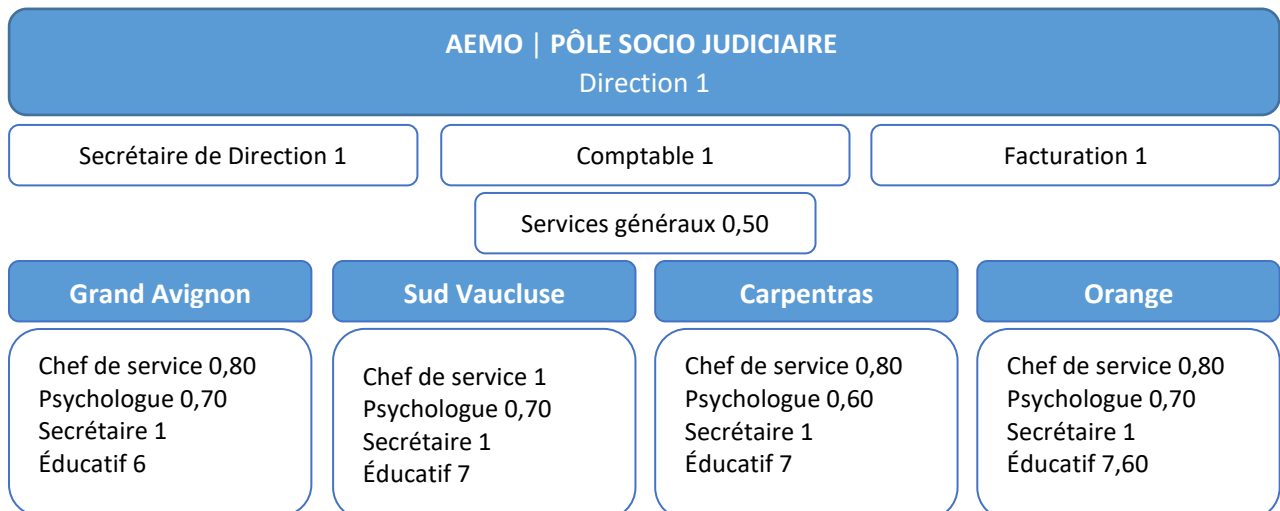 AEMO | PÔLE SOCIO JUDICIAIRE
Direction 1
Secrétaire de Direction 1
Comptable 1
Facturation 1
Services généraux 0,50
Grand Avignon
Sud Vaucluse
Carpentras
Orange
Chef de service 0,80
Psychologue 0,70
Secrétaire 1
Éducatif 6
Chef de service 1
Psychologue 0,70
Secrétaire 1
Éducatif 7
Chef de service 0,80
Psychologue 0,60
Secrétaire 1
Éducatif 7
Chef de service 0,80
Psychologue 0,70
Secrétaire 1
Éducatif 7,60